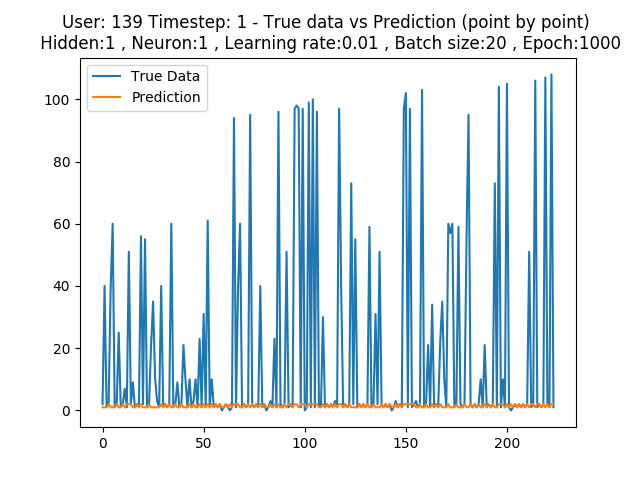 User: 139 Timestep: 1 - True data vs Prediction (point by point)
Hidden:1 , Neuron:1 , Learning rate:0.01 , Batch size:20 , Epoch:1000
True Data
Prediction
100
80
60
40
20
0
0 50 100 150 200